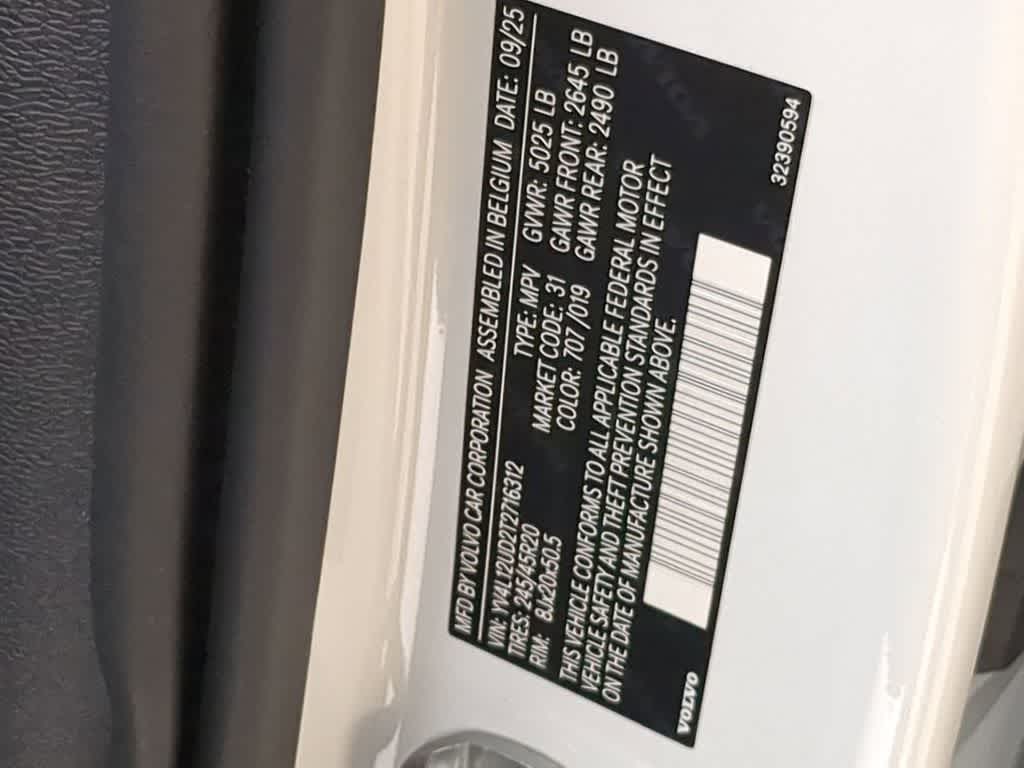 MFD BY VOLVO CAR CORPORATION ASSEMBLED IN BELGIUM DATE: 09/25
VIN: YV4L12UD2T2716312 TYPE: MPV GVWR: 5025 LB
TIRES: 245/45R20 MARKET CODE: 31 GAWR FRONT: 2645 LB
RIM: 8Jx20x50.5 COLOR: 707 /019 GAWR REAR: 2490 LB
THIS VEHICLE CONFORMS TO ALL APPLICABLE FEDERAL MOTOR
VEHICLE SAFETY AND THEFT PREVENTION STANDARDS IN EFFECT
ON THE DATE OF MANUFACTURE SHOWN ABOVE.
VOLVO
32390594